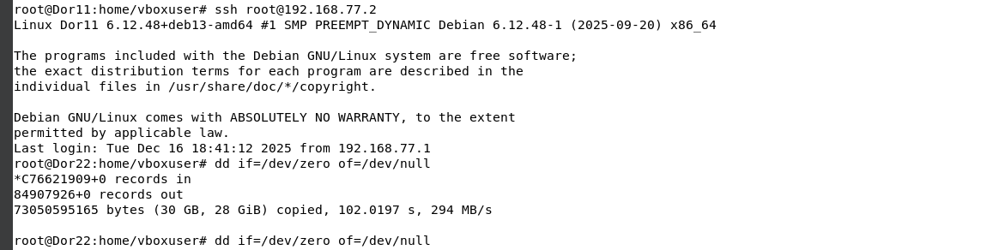 root@Dor11:home/vboxuser# ssh root@192.168.77.2
Linux Dor11 6.12.48+deb13-amd64 #1 SMP PREEMPT_DYNAMIC Debian 6.12.48-1 (2025-09-20) x86_64
The programs included with the Debian GNU/Linux system are free software;
the exact distribution terms for each program are described in the
individual files in /usr/share/doc/*/copyright.
Debian GNU/Linux comes with ABSOLUTELY NO WARRANTY, to the extent
permitted by applicable law.
Last login: Tue Dec 16 18:41:12 2025 from 192.168.77.1
root@Dor22:home/vboxuser# dd if=/dev/zero of=/dev/null
*C76621909+0 records in
84907926+0 records out
73050595165 bytes (30 GB, 28 GiB) copied, 102.0197 s, 294 MB/s
root@Dor22:home/vboxuser# dd if=/dev/zero of=/dev/null